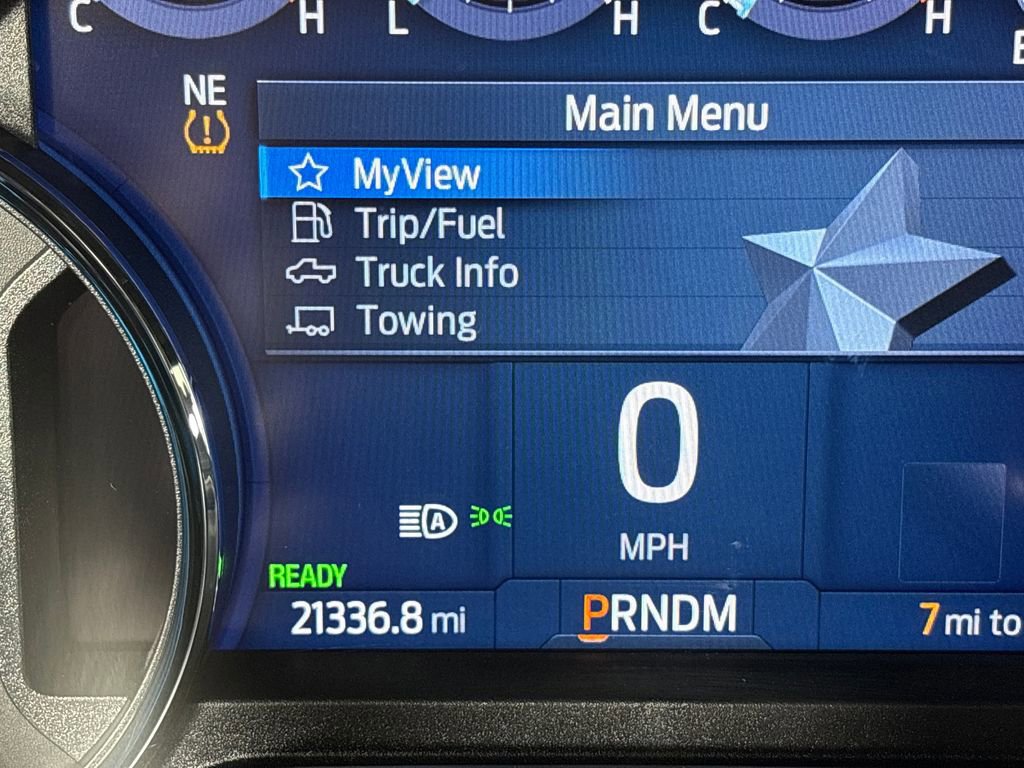 C H L H C H
E
NE
Main Menu
MyView
Trip/Fuel
Truck Info
Towing
0
MPH
A
READY
21336.8 mi
PRNDM
7 mi to